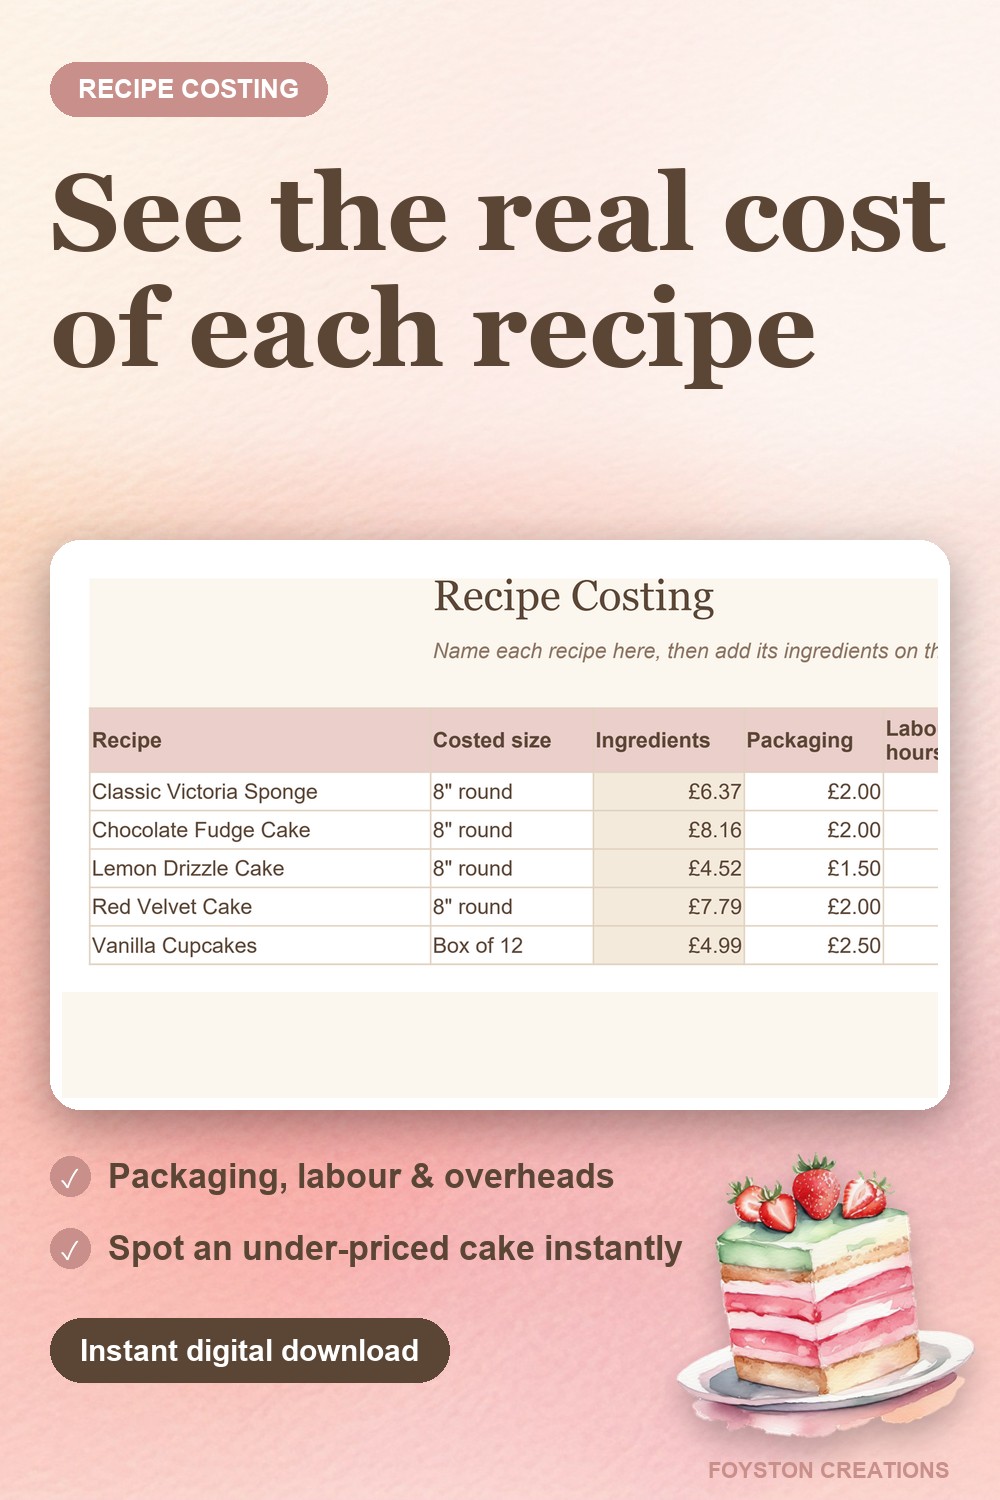 RECIPE COSTING
See the real cost
of each recipe
Recipe Costing
Name each recipe here, then add its ingredients on th
Recipe Costed size Ingredients Packaging Labo
hours
Classic Victoria Sponge 8" round £6.37 £2.00
Chocolate Fudge Cake 8" round £8.16 £2.00
Lemon Drizzle Cake 8" round £4.52 £1.50
Red Velvet Cake 8" round £7.79 £2.00
Vanilla Cupcakes Box of 12 £4.99 £2.50
✓ Packaging, labour & overheads
✓ Spot an under-priced cake instantly
Instant digital download
FOYSTON CREATIONS